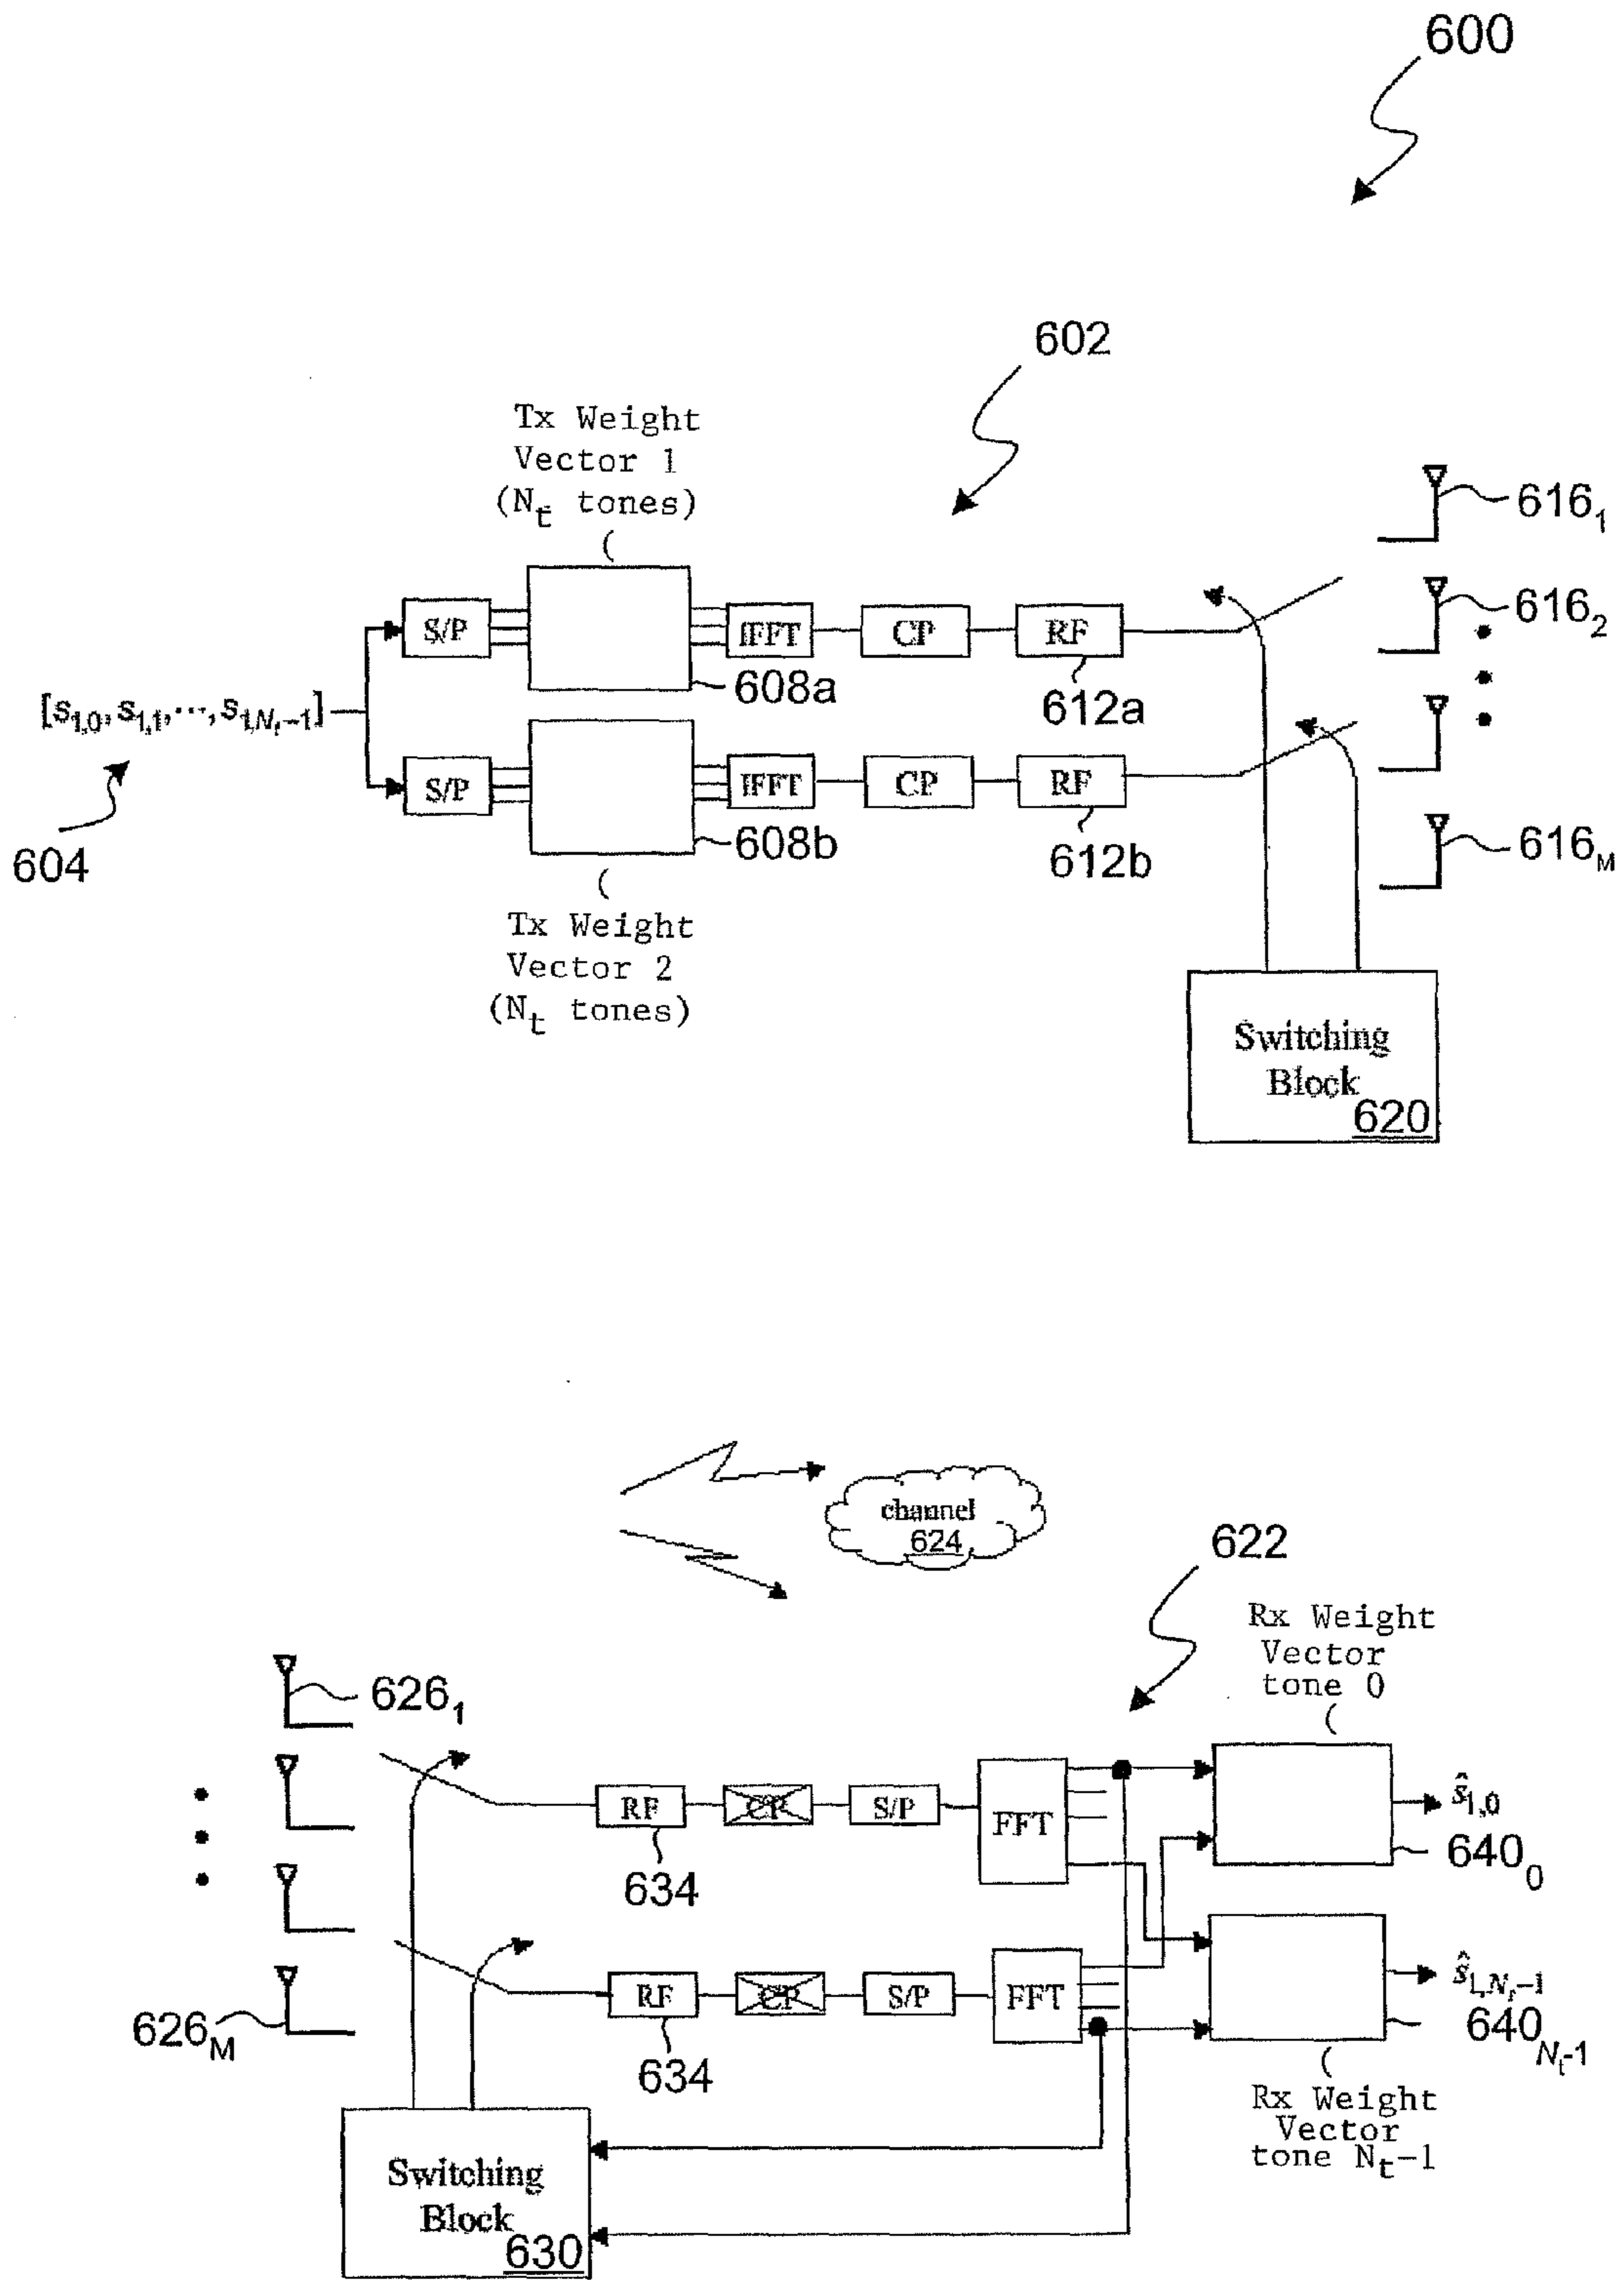 600
602
Tx Weight
Vector 1
(Nt tones)
616₁
S/P
IFFT
CP
RF
616₂
608a
612a
[s₁,₀, s₁,₁, ⋯, s₁,Nₜ₋₁]
S/P
IFFT
CP
RF
604
608b
612b
616M
Tx Weight
Vector 2
(Nt tones)
Switching
Block
620
channel
624
622
Rx Weight
Vector
tone 0
626₁
RF
CP
S/P
FFT
ŝ₁,₀
634
640₀
RF
CP
S/P
FFT
ŝ₁,Nₜ₋₁
626M
634
640Nt-1
Rx Weight
Vector
tone Nt-1
Switching
Block
630